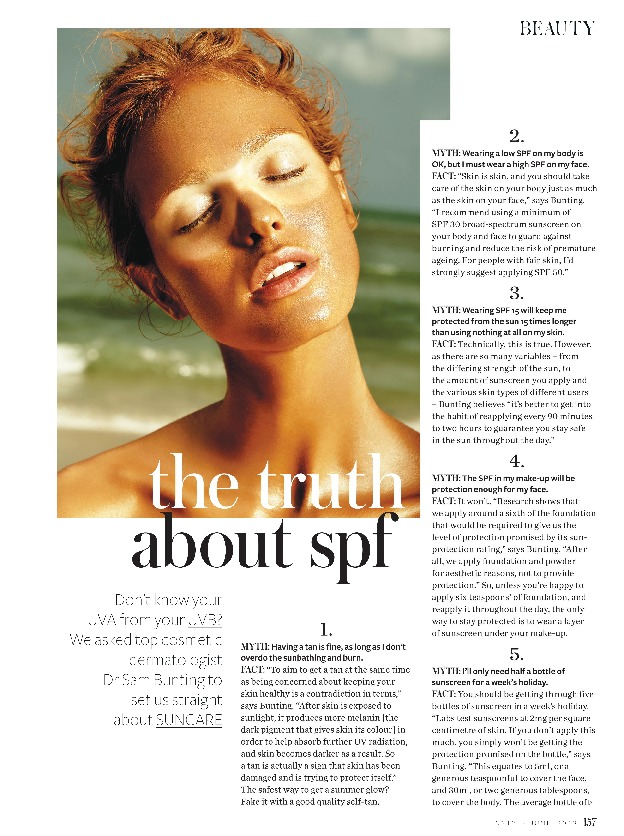 BEAUTY
the truth
about spf
Don't know your
UVA from your UVB?
We asked top cosmetic
dermatologist
Dr Sam Bunting to
set us straight
about SUNCARE
1.
MYTH: Having a tan is fine, as long as I don't
overdo the sunbathing and burn.
FACT: "To aim to get a tan at the same time
as being concerned about keeping your
skin healthy is a contradiction in terms,"
says Bunting. "After skin is exposed to
sunlight, it produces more melanin [the
dark pigment that gives skin its colour] in
order to help absorb further UV radiation,
and skin becomes darker as a result. So
a tan is actually a sign that skin has been
damaged and is trying to protect itself."
The safest way to get a summer glow?
Fake it with a good quality self-tan.
2.
MYTH: Wearing a low SPF on my body is
OK, but I must wear a high SPF on my face.
FACT: "Skin is skin, and you should take
care of the skin on your body just as much
as the skin on your face," says Bunting.
"I recommend using a minimum of
SPF 30 broad-spectrum sunscreen on
your body and face to guard against
burning and reduce the risk of premature
ageing. For people with fair skin, I'd
strongly suggest applying SPF 50."
3.
MYTH: Wearing SPF 15 will keep me
protected from the sun 15 times longer
than using nothing at all on my skin.
FACT: Technically, this is true. However,
as there are so many variables – from
the differing strength of the sun, to
the amount of sunscreen you apply and
the various skin types of different users
– Bunting believes "it's better to get into
the habit of reapplying every 90 minutes
to two hours to guarantee you stay safe
in the sun throughout the day."
4.
MYTH: The SPF in my make-up will be
protection enough for my face.
FACT: It won't. "Research shows that
we apply around a sixth of the foundation
that would be required to give us the
level of protection promised by its sun-
protection rating," says Bunting. "After
all, we apply foundation and powder
for aesthetic reasons, not to provide
protection." So, unless you're happy to
apply six teaspoons' of foundation, and
reapply it throughout the day, the only
way to stay protected is to wear a layer
of sunscreen under your make-up.
5.
MYTH: I'll only need half a bottle of
sunscreen for a week's holiday.
FACT: You should be getting through five
bottles of sunscreen in a week's holiday.
"Labs test sunscreens at 2mg per square
centimetre of skin. If you don't apply this
much, you simply won't be getting the
protection promised on the bottle," says
Bunting. "This equates to 5ml, or a
generous teaspoonful to cover the face,
and 30ml, or two generous tablespoons,
to cover the body. The average bottle of
157